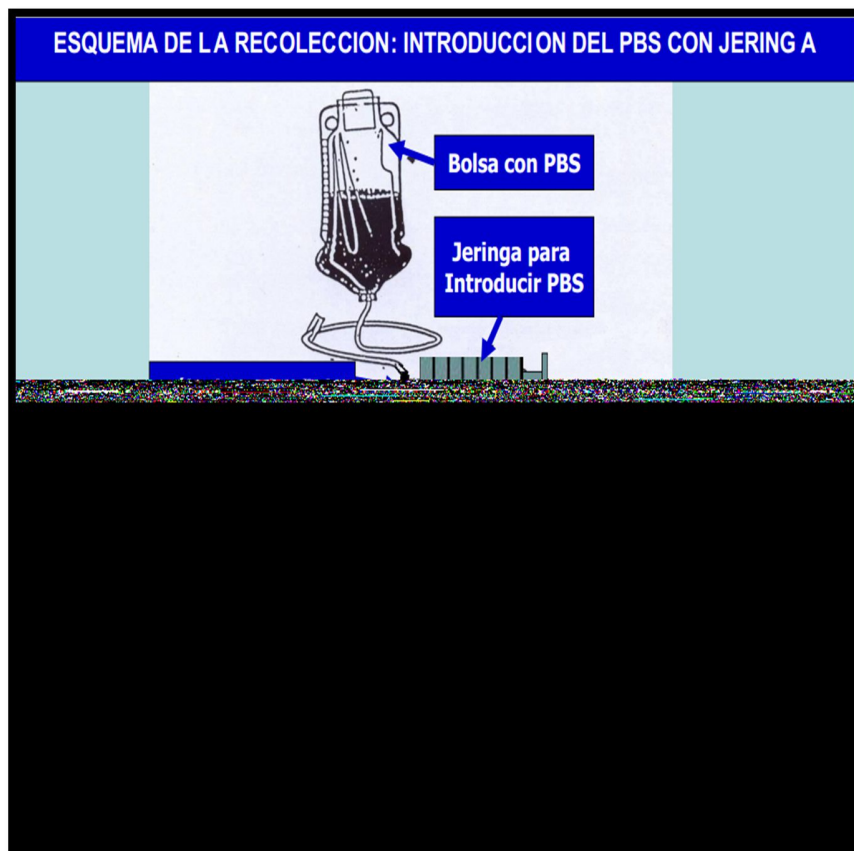 ESQUEMA DE LA RECOLECCION: INTRODUCCION DEL PBS CON JERING A
Bolsa con PBS
Jeringa para
Introducir PBS